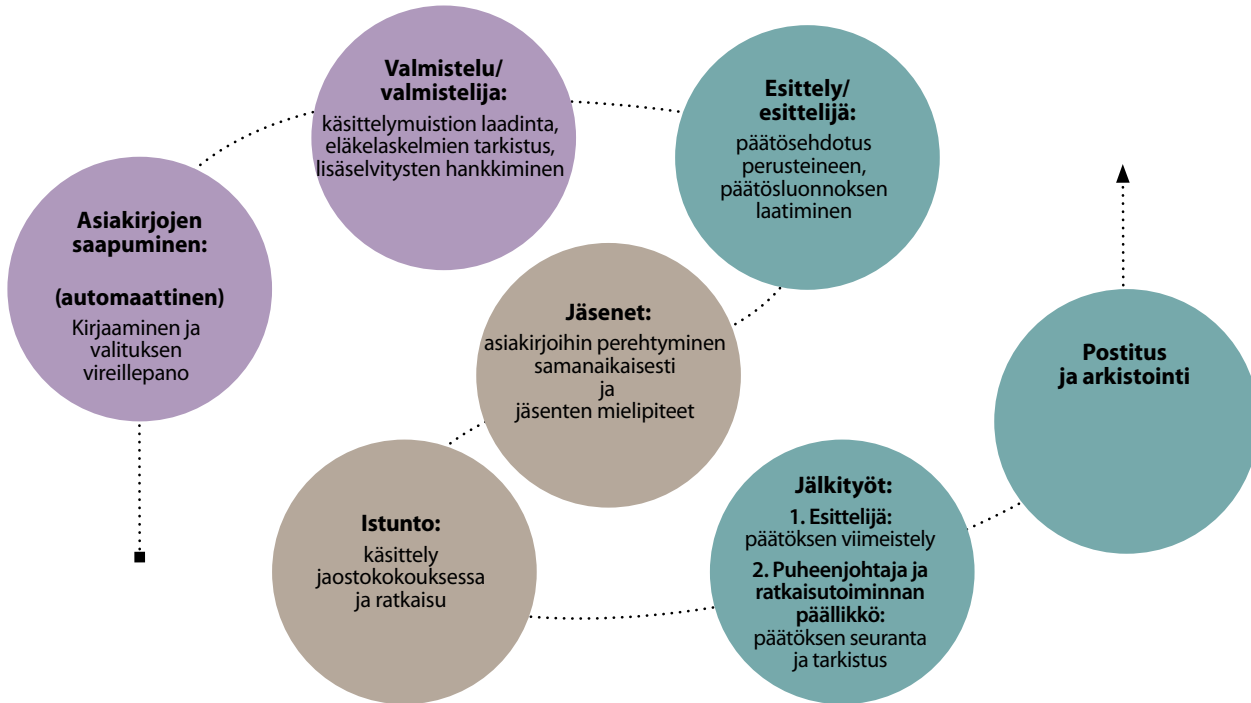 Asiakirjojen
saapuminen:
(automaattinen)
Kirjaaminen ja
valituksen
vireillepano
Valmistelu/
valmistelija:
käsittelymuistion laadinta,
eläkelaskelmien tarkistus,
lisäselvitysten hankkiminen
Esittely/
esittelijä:
päätösehdotus
perusteineen,
päätösluonnoksen
laatiminen
Jäsenet:
asiakirjoihin perehtyminen
samanaikaisesti
ja
jäsenten mielipiteet
Istunto:
käsittely
jaostokokouksessa
ja ratkaisu
Jälkityöt:
1. Esittelijä:
päätöksen viimeistely
2. Puheenjohtaja ja
ratkaisutoiminnan
päällikkö:
päätöksen seuranta
ja tarkistus
Postitus
ja arkistointi